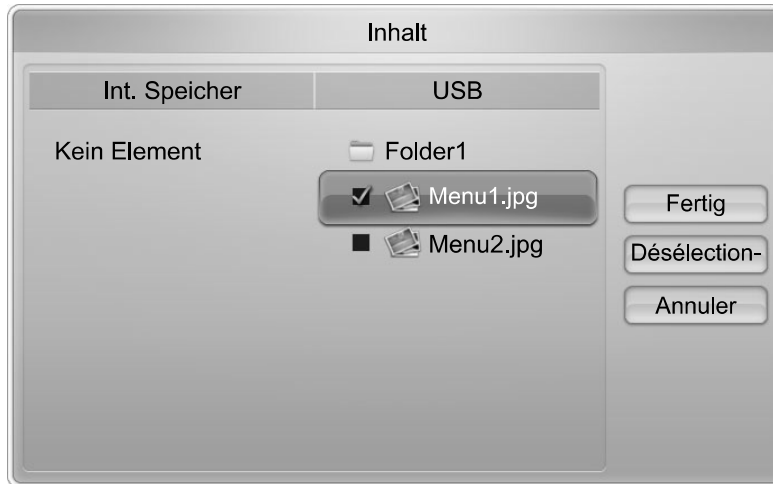 Inhalt
Int. Speicher
USB
Kein Element
Folder1
Menu1.jpg
Menu2.jpg
Fertig
Désélection-
Annuler